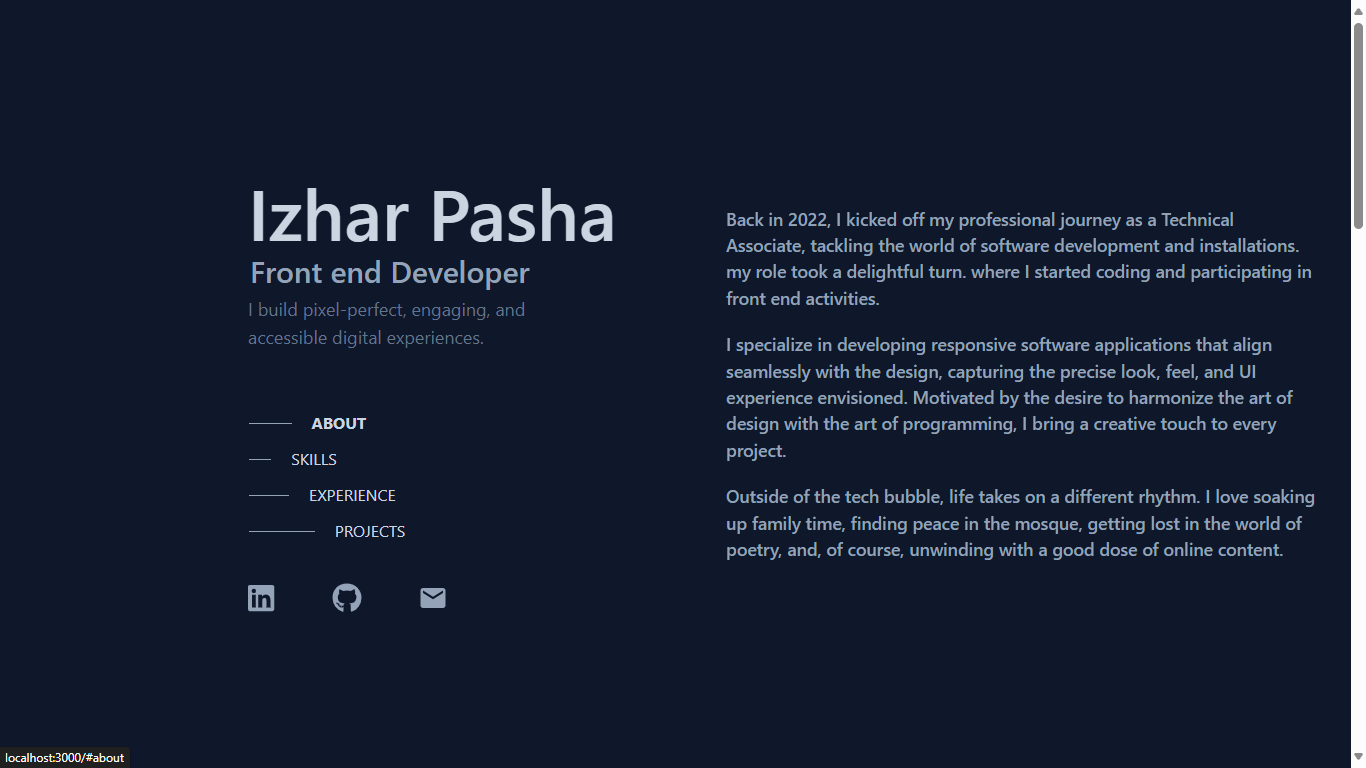 Izhar Pasha
Front end Developer
I build pixel-perfect, engaging, and
accessible digital experiences.
ABOUT
SKILLS
EXPERIENCE
PROJECTS
in
Back in 2022, I kicked off my professional journey as a Technical
Associate, tackling the world of software development and installations.
my role took a delightful turn. where I started coding and participating in
front end activities.
I specialize in developing responsive software applications that align
seamlessly with the design, capturing the precise look, feel, and UI
experience envisioned. Motivated by the desire to harmonize the art of
design with the art of programming, I bring a creative touch to every
project.
Outside of the tech bubble, life takes on a different rhythm. I love soaking
up family time, finding peace in the mosque, getting lost in the world of
poetry, and, of course, unwinding with a good dose of online content.
localhost:3000/#about